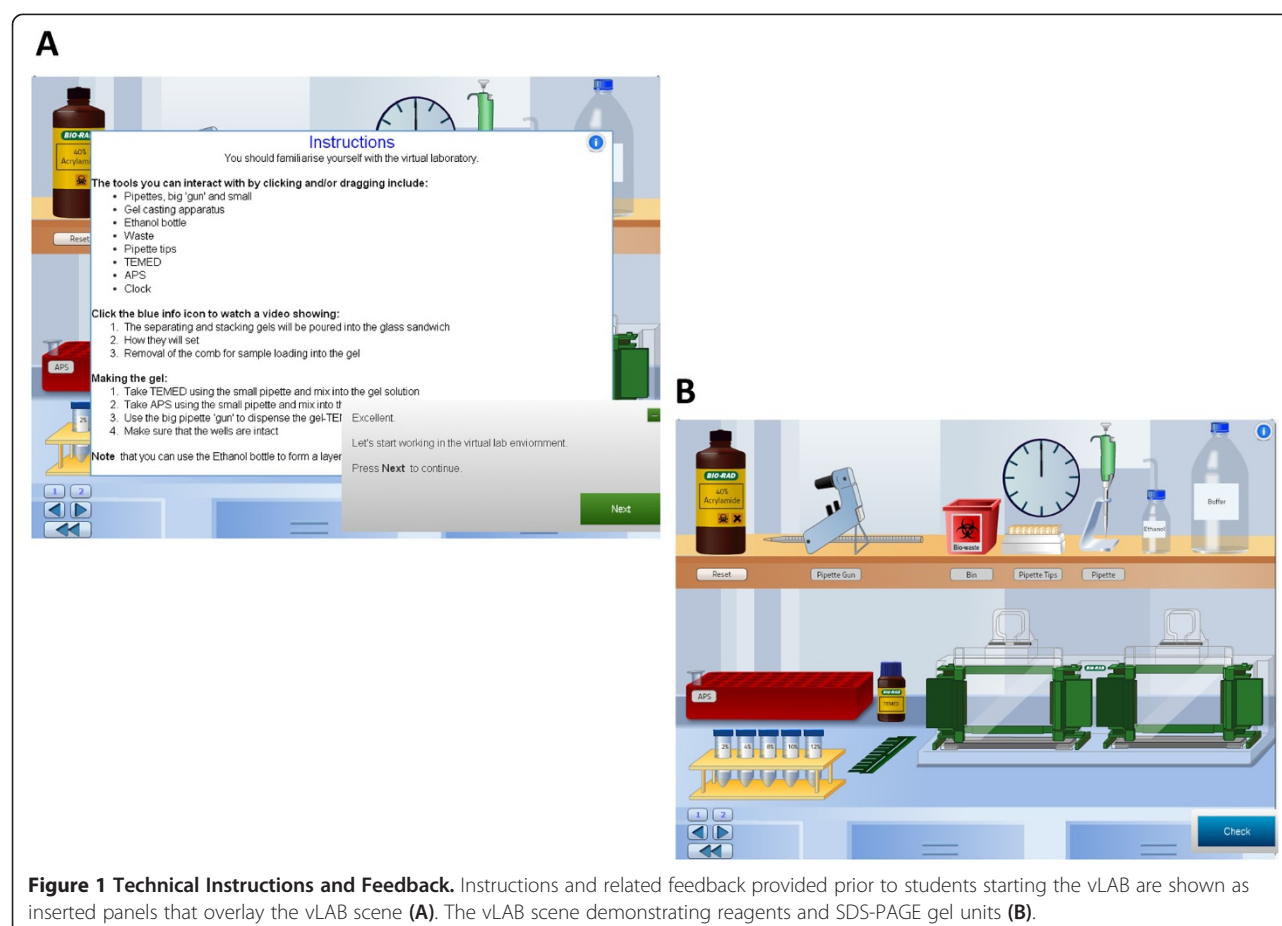 A
BIO-RA
40%
Acrylam
Reset
APS
2%
1 2
Instructions
You should familiarise yourself with the virtual laboratory.
The tools you can interact with by clicking and/or dragging include:
• Pipettes, big 'gun' and small
• Gel casting apparatus
• Ethanol bottle
• Waste
• Pipette tips
• TEMED
• APS
• Clock
Click the blue info icon to watch a video showing:
1. The separating and stacking gels will be poured into the glass sandwich
2. How they will set
3. Removal of the comb for sample loading into the gel
Making the gel:
1. Take TEMED using the small pipette and mix into the gel solution
2. Take APS using the small pipette and mix into th
3. Use the big pipette 'gun' to dispense the gel-TE
4. Make sure that the wells are intact
Note that you can use the Ethanol bottle to form a layer
Excellent.
Let's start working in the virtual lab enviornment.
Press Next to continue.
Next
B
BIO-RAD
40%
Acrylamide
Bio-waste
Ethanol
Buffer
Reset Pipette Gun Bin Pipette Tips Pipette
APS
BIO-RAD
TEMED
BIO-RAD
2% 4% 8% 10% 12%
1 2
Check
Figure 1 Technical Instructions and Feedback. Instructions and related feedback provided prior to students starting the vLAB are shown as
inserted panels that overlay the vLAB scene (A). The vLAB scene demonstrating reagents and SDS-PAGE gel units (B).